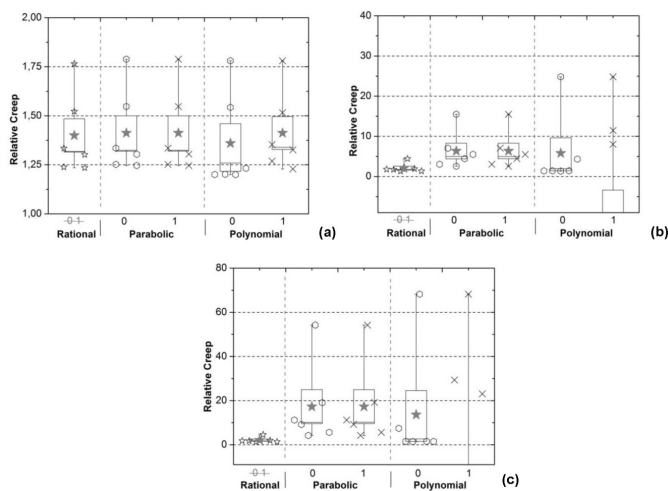 2,00
1,75
1,50
1,25
1,00
Relative Creep
0 1
0
1
0
1
Rational
Parabolic
Polynomial
(a)
40
30
20
10
0
Relative Creep
0 1
0
1
0
1
Rational
Parabolic
Polynomial
(b)
80
60
40
20
0
Relative Creep
0 1
0
1
0
1
Rational
Parabolic
Polynomial
(c)